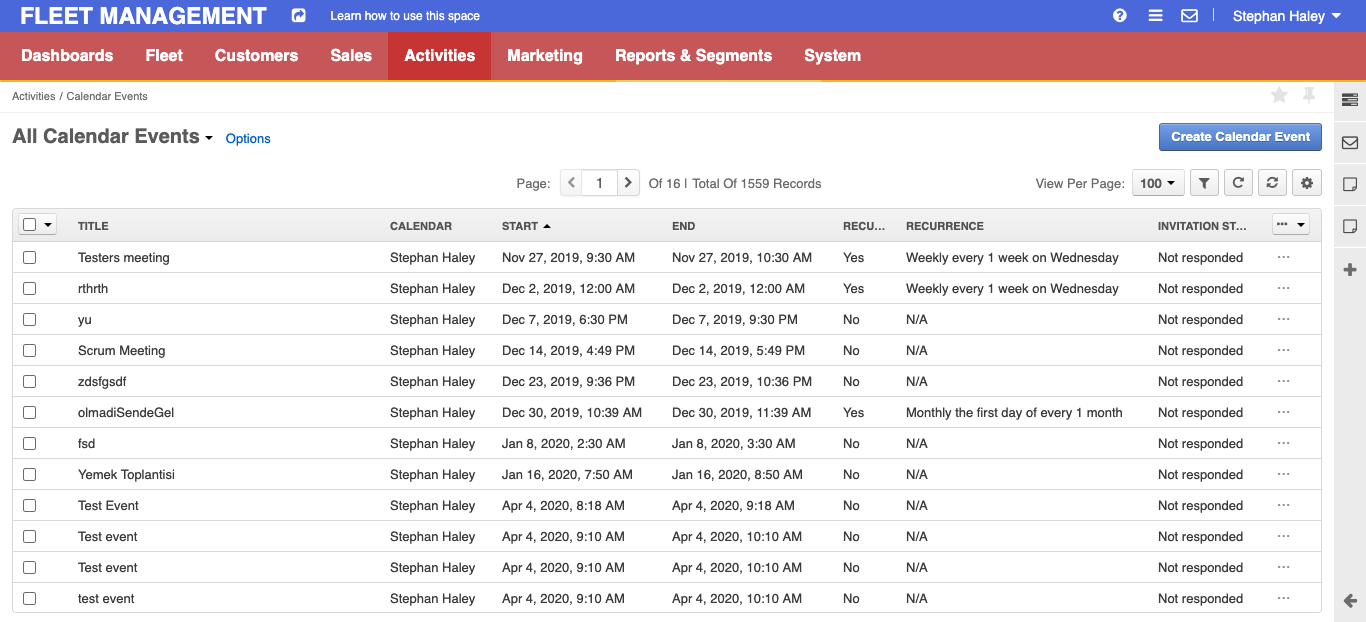 FLEET MANAGEMENT Learn how to use this space Stephan Haley
Dashboards Fleet Customers Sales Activities Marketing Reports & Segments System
Activities / Calendar Events
All Calendar Events Options Create Calendar Event
Page: 1 Of 16 | Total Of 1559 Records View Per Page: 100
TITLE CALENDAR START END RECU... RECURRENCE INVITATION ST...
Testers meeting Stephan Haley Nov 27, 2019, 9:30 AM Nov 27, 2019, 10:30 AM Yes Weekly every 1 week on Wednesday Not responded
rthrth Stephan Haley Dec 2, 2019, 12:00 AM Dec 2, 2019, 12:00 AM Yes Weekly every 1 week on Wednesday Not responded
yu Stephan Haley Dec 7, 2019, 6:30 PM Dec 7, 2019, 9:30 PM No N/A Not responded
Scrum Meeting Stephan Haley Dec 14, 2019, 4:49 PM Dec 14, 2019, 5:49 PM No N/A Not responded
zdsfgsdf Stephan Haley Dec 23, 2019, 9:36 PM Dec 23, 2019, 10:36 PM No N/A Not responded
olmadiSendeGel Stephan Haley Dec 30, 2019, 10:39 AM Dec 30, 2019, 11:39 AM Yes Monthly the first day of every 1 month Not responded
fsd Stephan Haley Jan 8, 2020, 2:30 AM Jan 8, 2020, 3:30 AM No N/A Not responded
Yemek Toplantisi Stephan Haley Jan 16, 2020, 7:50 AM Jan 16, 2020, 8:50 AM No N/A Not responded
Test Event Stephan Haley Apr 4, 2020, 8:18 AM Apr 4, 2020, 9:18 AM No N/A Not responded
Test event Stephan Haley Apr 4, 2020, 9:10 AM Apr 4, 2020, 10:10 AM No N/A Not responded
Test event Stephan Haley Apr 4, 2020, 9:10 AM Apr 4, 2020, 10:10 AM No N/A Not responded
test event Stephan Haley Apr 4, 2020, 9:10 AM Apr 4, 2020, 10:10 AM No N/A Not responded